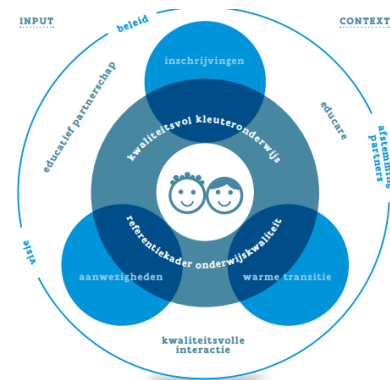 INPUT
beleid
CONTEXT
inschrijvingen
educatief partnerschap
kwaliteitsvol kleuteronderwijs
educare
afstemming
partners
referentiekader onderwijskwaliteit
visie
aanwezigheden
warme transitie
kwaliteitsvolle
interactie